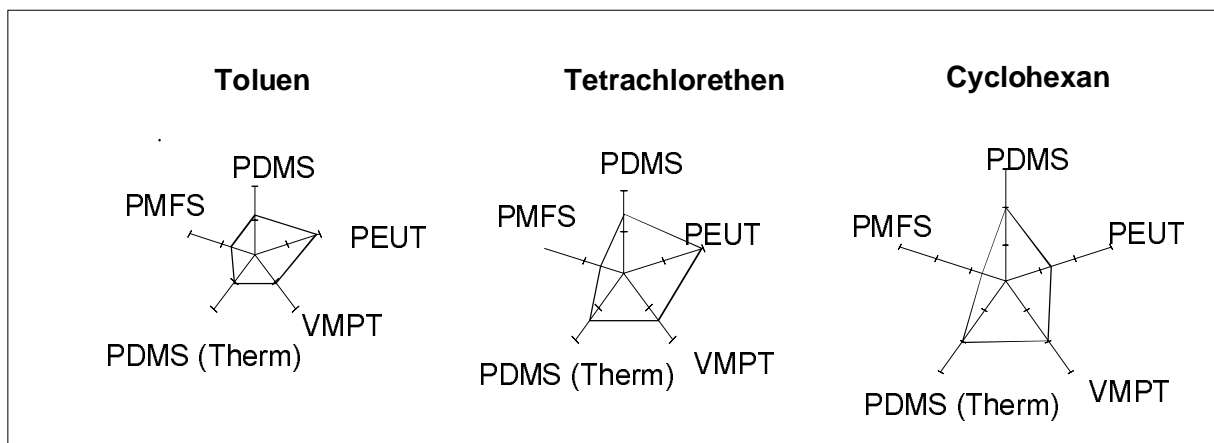 Toluen
PDMS
PMFS
PEUT
VMPT
PDMS (Therm)
Tetrachlorethen
PDMS
PMFS
PEUT
VMPT
PDMS (Therm)
Cyclohexan
PDMS
PMFS
PEUT
VMPT
PDMS (Therm)